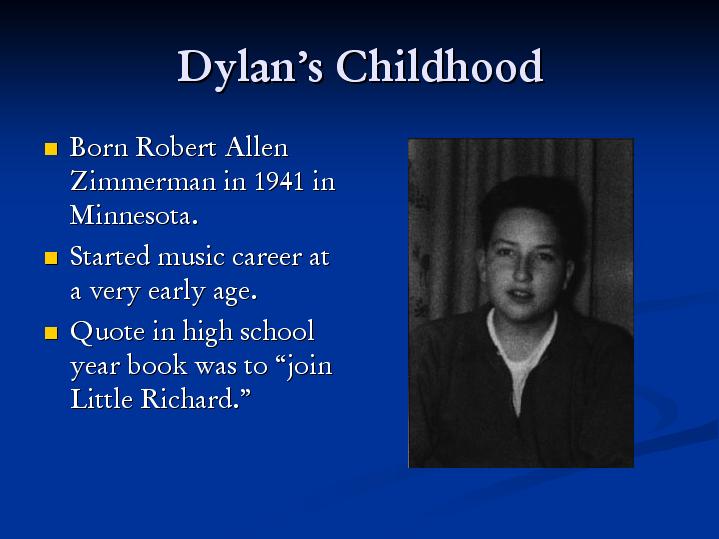 Dylan’s Childhood
Born Robert Allen
Zimmerman in 1941 in
Minnesota.
Started music career at
a very early age.
Quote in high school
year book was to “join
Little Richard.”